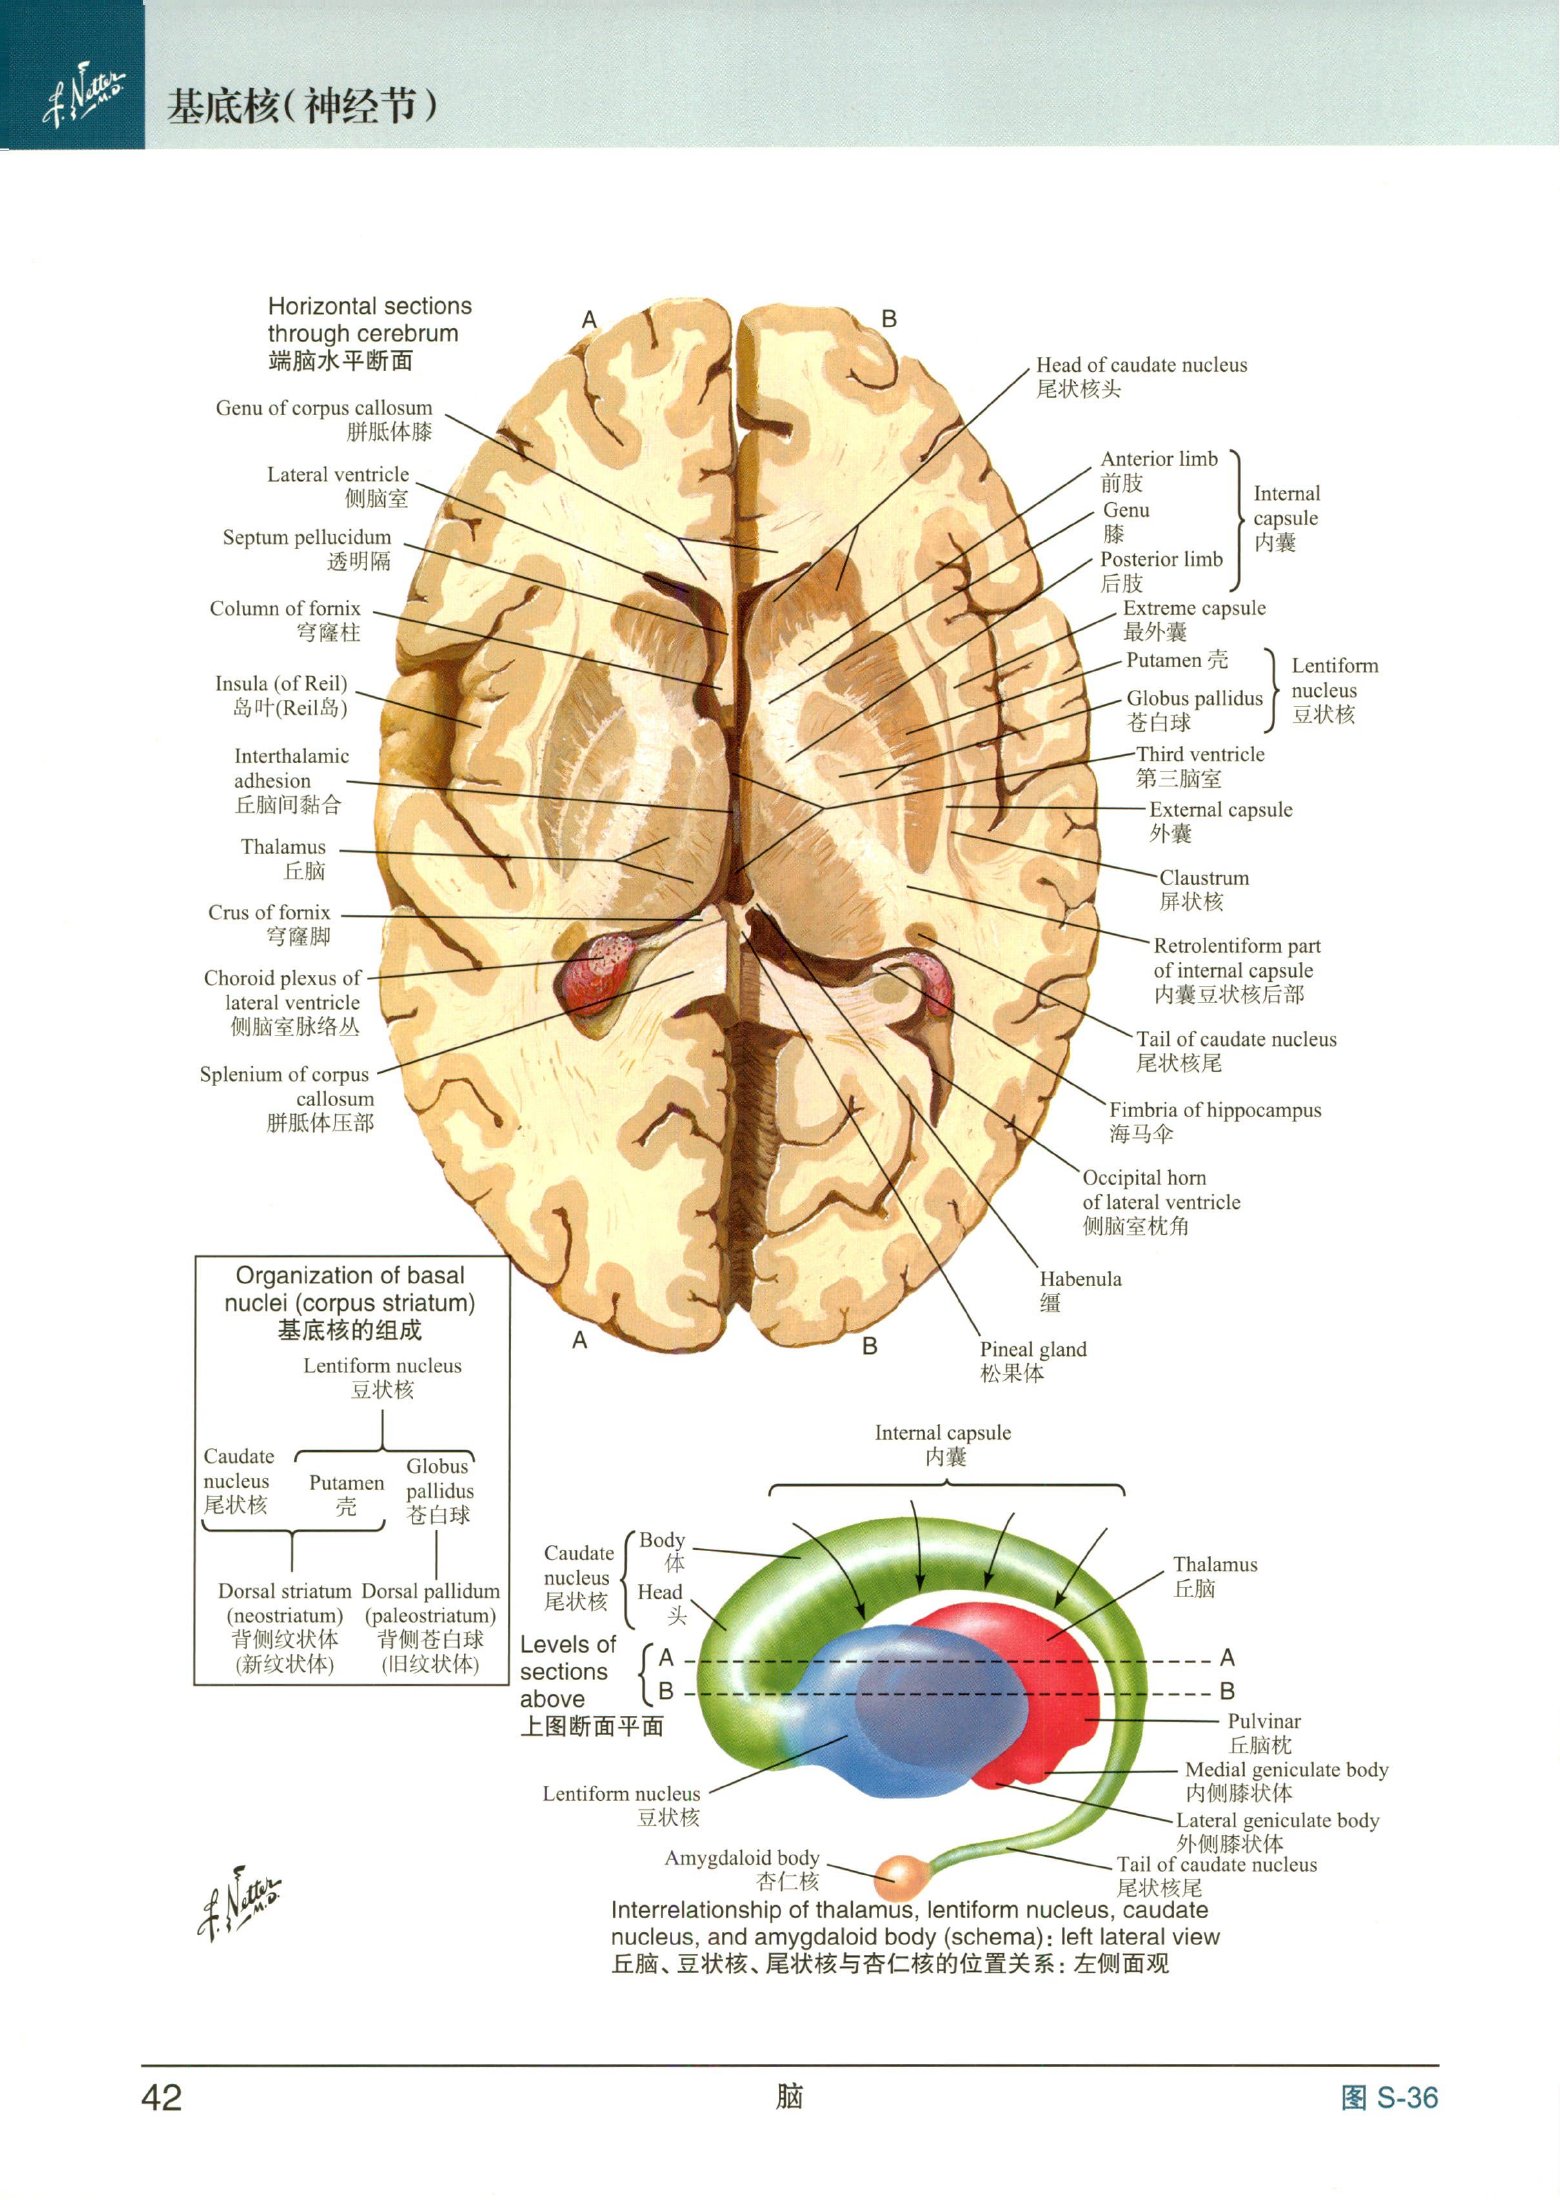 F. Netter M.D.
基底核(神经节)
Horizontal sections
through cerebrum
端脑水平断面
A
B
Genu of corpus callosum
胼胝体膝
Lateral ventricle
侧脑室
Septum pellucidum
透明隔
Column of fornix
穹窿柱
Insula (of Reil)
岛叶(Reil岛)
Interthalamic
adhesion
丘脑间黏合
Thalamus
丘脑
Crus of fornix
穹窿脚
Choroid plexus of
lateral ventricle
侧脑室脉络丛
Splenium of corpus
callosum
胼胝体压部
Head of caudate nucleus
尾状核头
Anterior limb
前肢
Genu
膝
Posterior limb
后肢
Internal
capsule
内囊
Extreme capsule
最外囊
Putamen 壳
Globus pallidus
苍白球
Lentiform
nucleus
豆状核
Third ventricle
第三脑室
External capsule
外囊
Claustrum
屏状核
Retrolentiform part
of internal capsule
内囊豆状核后部
Tail of caudate nucleus
尾状核尾
Fimbria of hippocampus
海马伞
Occipital horn
of lateral ventricle
侧脑室枕角
Habenula
缰
Pineal gland
松果体
A
B
Organization of basal
nuclei (corpus striatum)
基底核的组成
Lentiform nucleus
豆状核
Caudate
nucleus
尾状核
Putamen
壳
Globus
pallidus
苍白球
Dorsal striatum
(neostriatum)
背侧纹状体
(新纹状体)
Dorsal pallidum
(paleostriatum)
背侧苍白球
(旧纹状体)
Internal capsule
内囊
Caudate
nucleus
尾状核
Body
体
Head
头
Levels of
sections
above
上图断面平面
A
B
A
B
Thalamus
丘脑
Pulvinar
丘脑枕
Medial geniculate body
内侧膝状体
Lateral geniculate body
外侧膝状体
Tail of caudate nucleus
尾状核尾
Lentiform nucleus
豆状核
Amygdaloid body
杏仁核
Interrelationship of thalamus, lentiform nucleus, caudate
nucleus, and amygdaloid body (schema): left lateral view
丘脑、豆状核、尾状核与杏仁核的位置关系: 左侧面观
F. Netter M.D.
42
脑
图 S-36